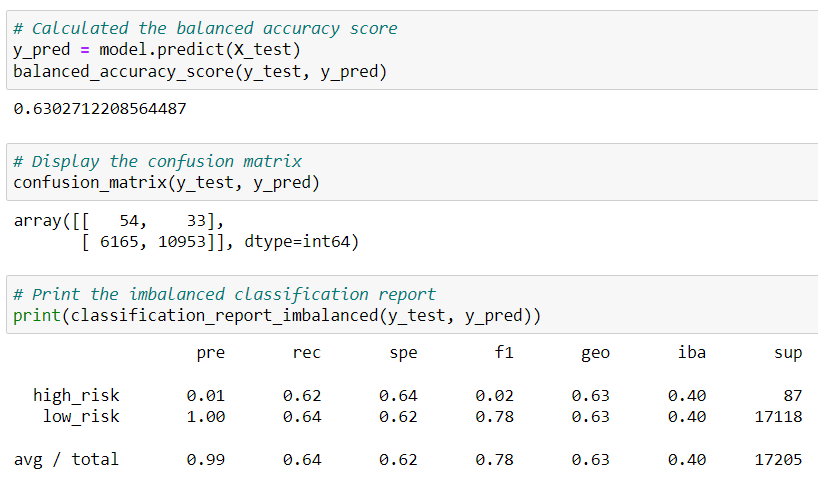 # Calculated the balanced accuracy score
y_pred = model.predict(X_test)
balanced_accuracy_score(y_test, y_pred)
0.6302712208564487
# Display the confusion matrix
confusion_matrix(y_test, y_pred)
array([[   54,    33],
       [ 6165, 10953]], dtype=int64)
# Print the imbalanced classification report
print(classification_report_imbalanced(y_test, y_pred))
                   pre       rec       spe        f1       geo       iba       sup
  high_risk       0.01      0.62      0.64      0.02      0.63      0.40        87
   low_risk       1.00      0.64      0.62      0.78      0.63      0.40     17118
avg / total       0.99      0.64      0.62      0.78      0.63      0.40     17205